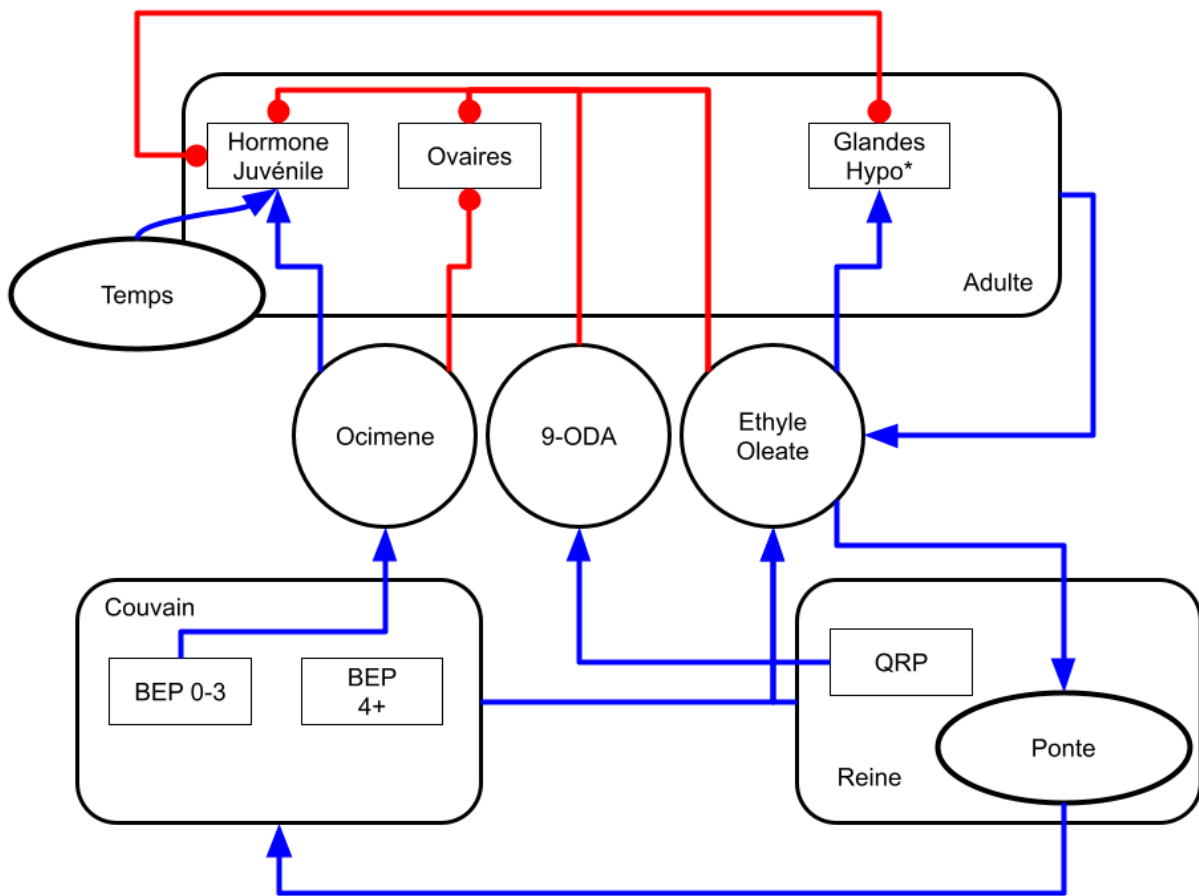 Hormone
Juvénile
Ovaires
Glandes
Hypo*
Temps
Adulte
Ocimene
9-ODA
Ethyle
Oleate
Couvain
BEP 0-3
BEP
4+
QRP
Ponte
Reine